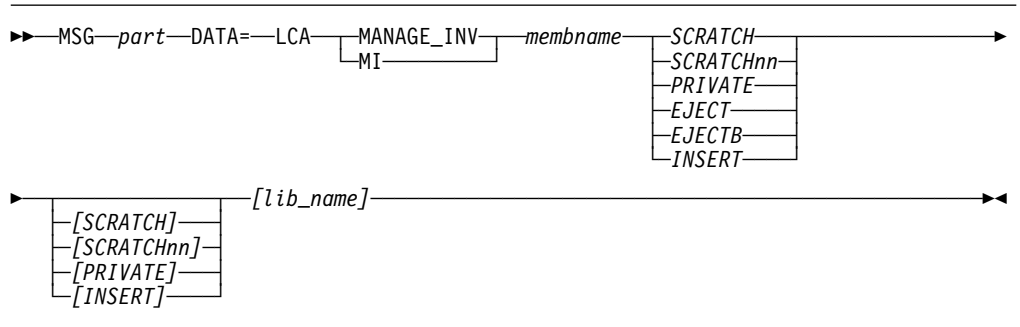 MSG part DATA= LCA MANAGE_INV membname SCRATCH
MI SCRATCHnn
PRIVATE
EJECT
EJECTB
INSERT
[lib_name]
[SCRATCH]
[SCRATCHnn]
[PRIVATE]
[INSERT]